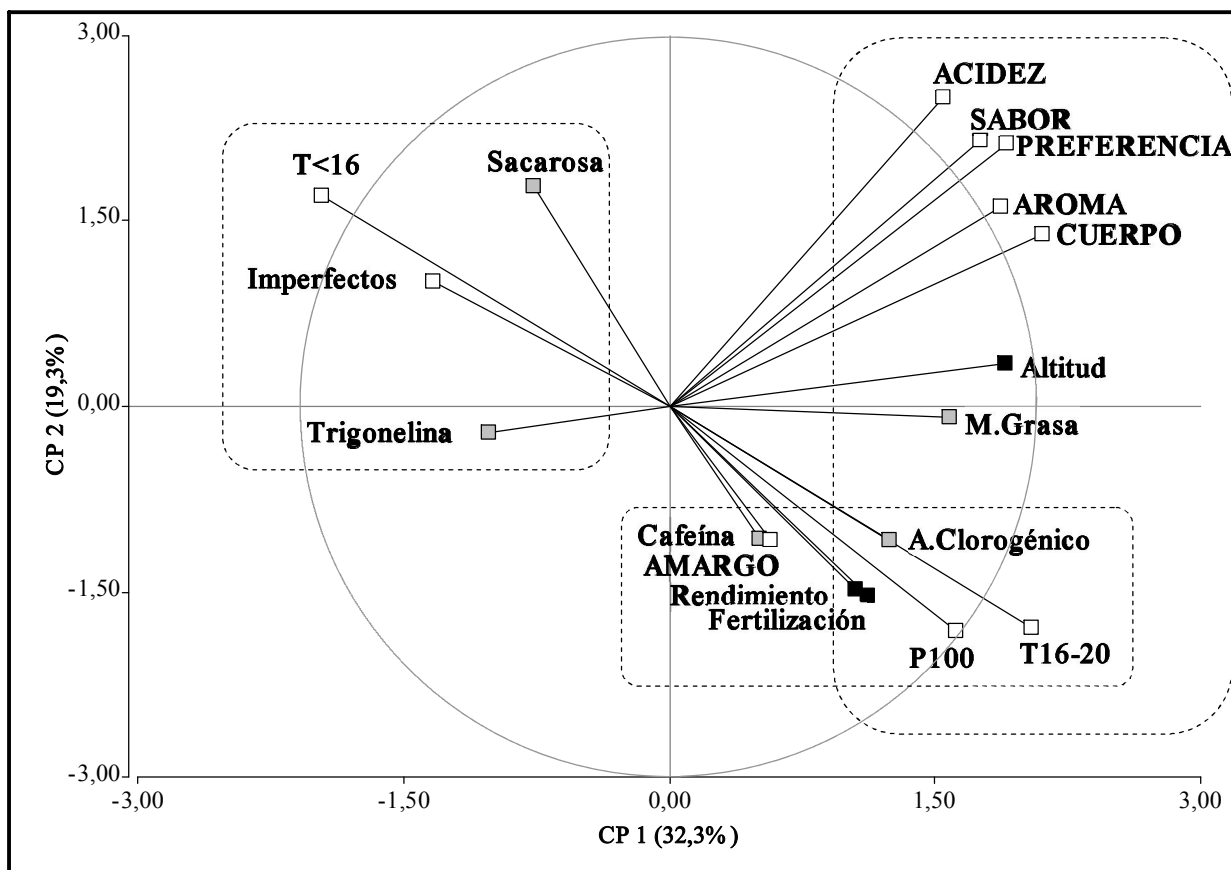 3,00
ACIDEZ
SABOR
PREFERENCIA
T<16
Sacarosa
AROMA
1,50
CUERPO
Imperfectos
Altitud
0,00
M.Grasa
Trigonelina
CP 2 (19,3%)
Cafeína
A.Clorogénico
AMARGO
-1,50
Rendimiento
Fertilización
P100
T16-20
-3,00
-3,00
-1,50
0,00
1,50
3,00
CP 1 (32,3%)